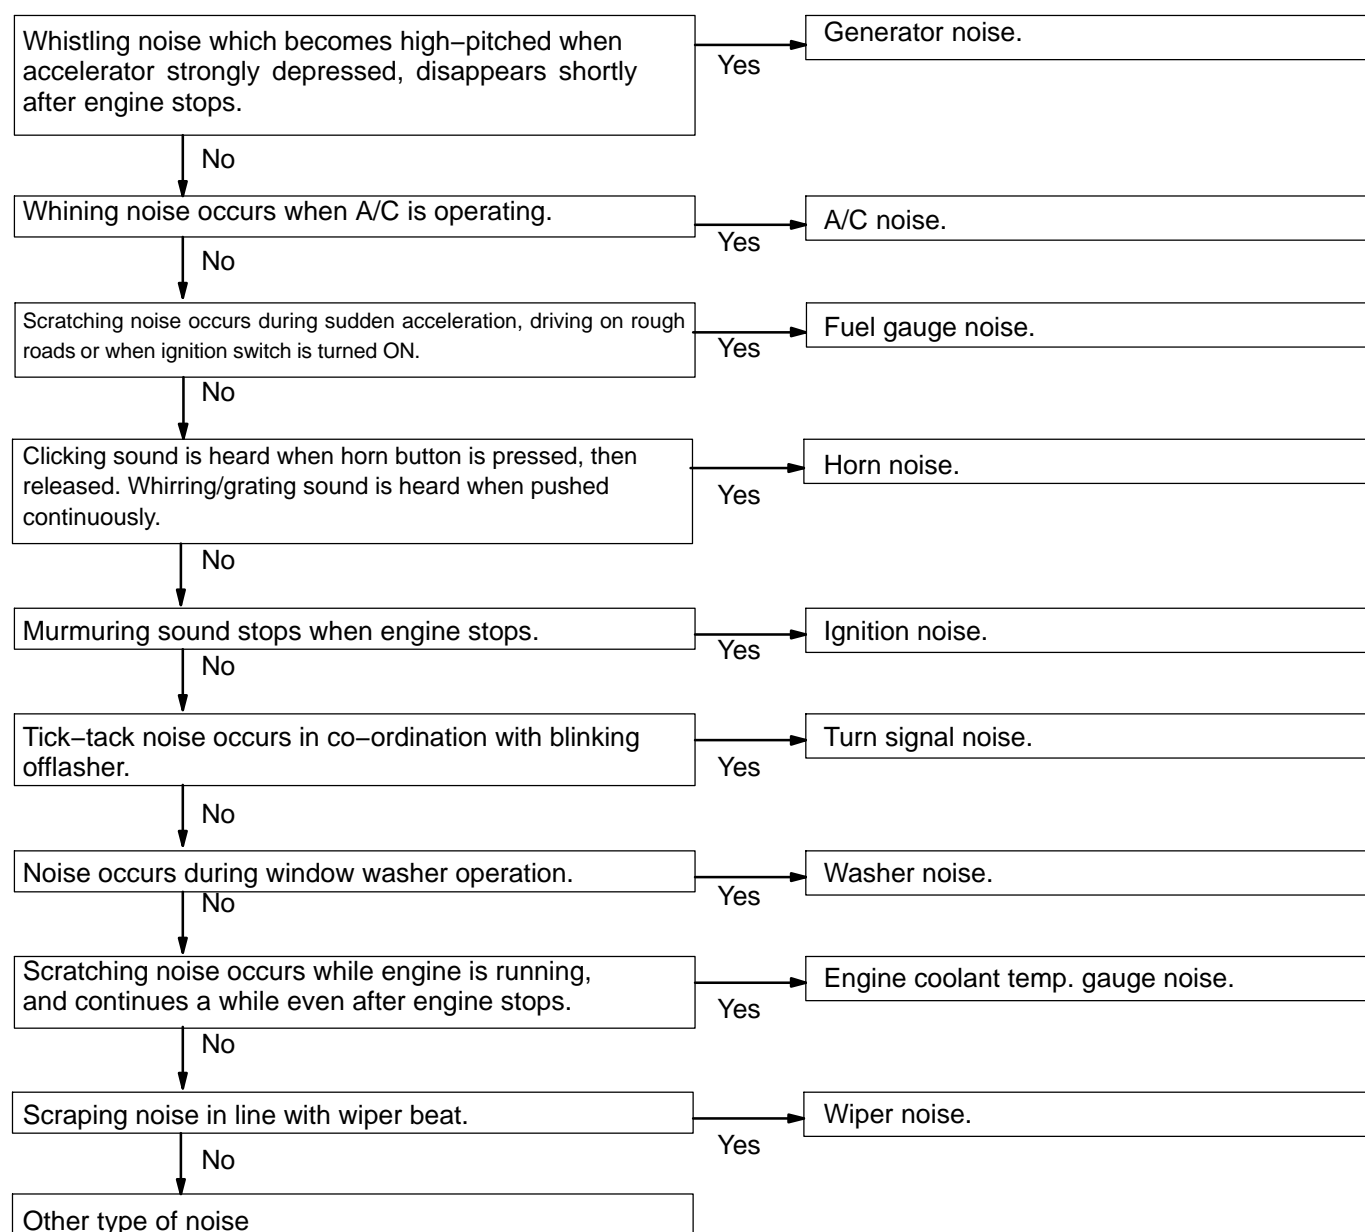 Whistling noise which becomes high−pitched when
accelerator strongly depressed, disappears shortly
after engine stops.
Yes
Generator noise.
No
Whining noise occurs when A/C is operating.
Yes
A/C noise.
No
Scratching noise occurs during sudden acceleration, driving on rough
roads or when ignition switch is turned ON.
Yes
Fuel gauge noise.
No
Clicking sound is heard when horn button is pressed, then
released. Whirring/grating sound is heard when pushed
continuously.
Yes
Horn noise.
No
Murmuring sound stops when engine stops.
Yes
Ignition noise.
No
Tick−tack noise occurs in co−ordination with blinking
offlasher.
Yes
Turn signal noise.
No
Noise occurs during window washer operation.
Yes
Washer noise.
No
Scratching noise occurs while engine is running,
and continues a while even after engine stops.
Yes
Engine coolant temp. gauge noise.
No
Scraping noise in line with wiper beat.
Yes
Wiper noise.
No
Other type of noise